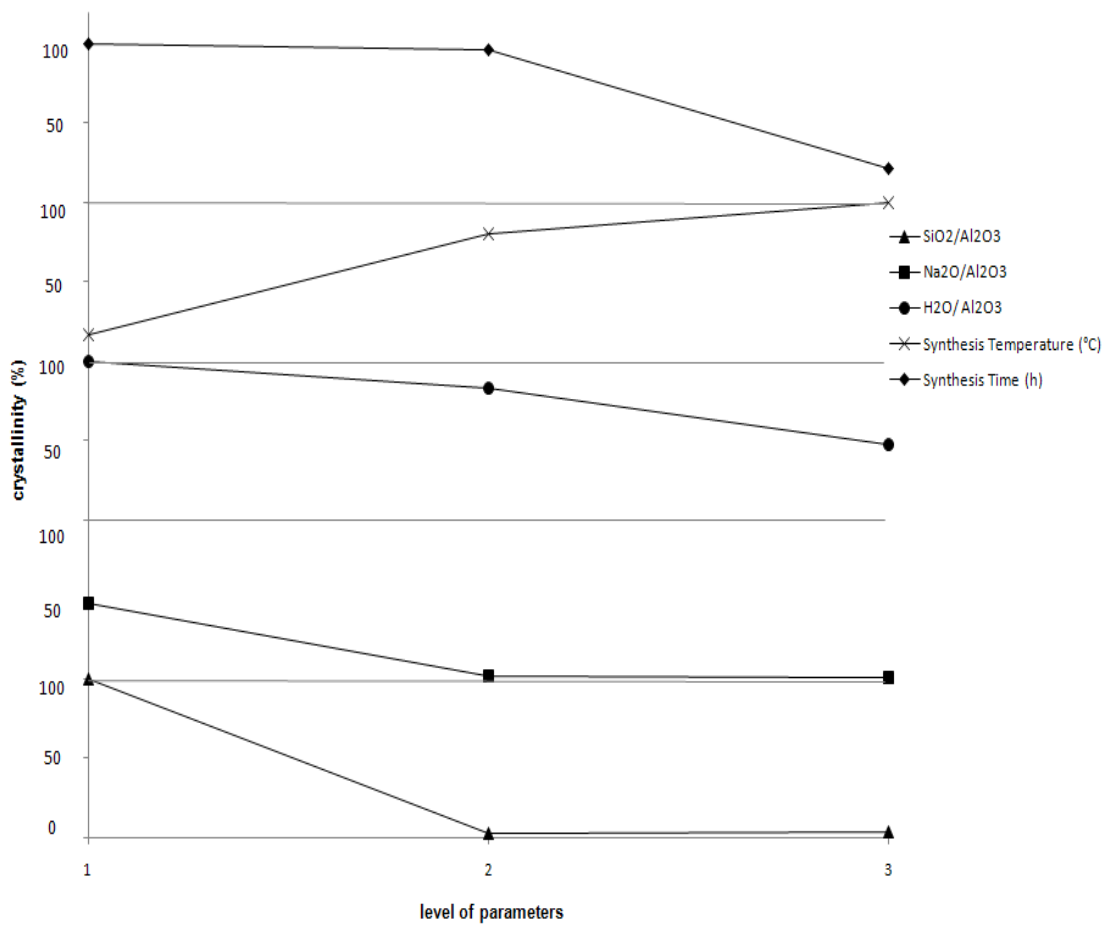 100
50
100
50
100
50
100
50
100
50
0
crystallinity (%)
1
2
3
level of parameters
SiO2/Al2O3
Na2O/Al2O3
H2O/ Al2O3
Synthesis Temperature (°C)
Synthesis Time (h)